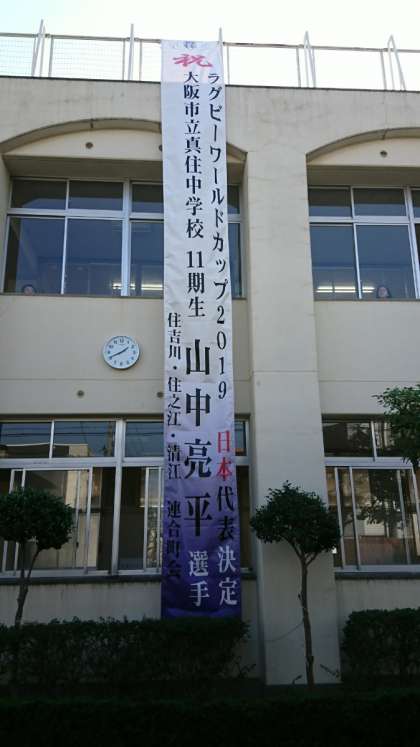 祝
ラグビーワールドカップ2019 日本代表決定
大阪市立真住中学校 11期生 山中亮平 選手
住吉川・住之江・清江 連合町会